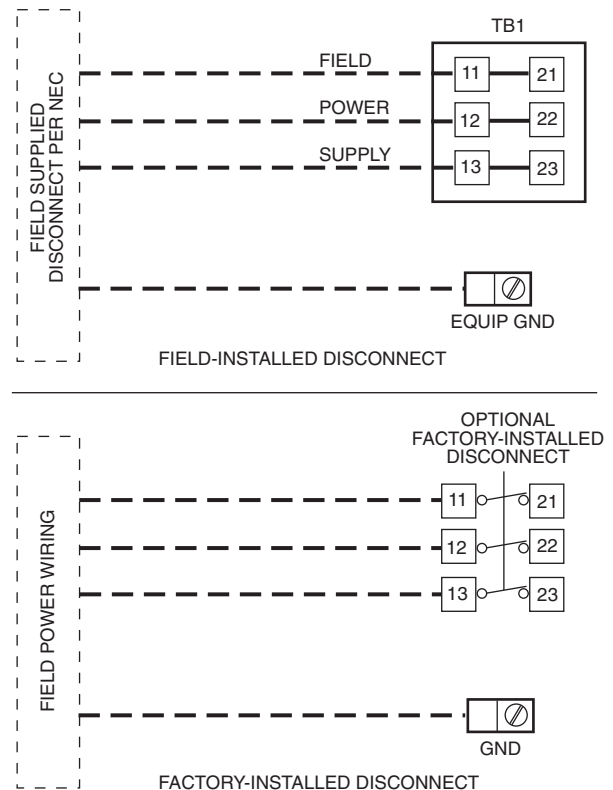 TB1
FIELD SUPPLIED
DISCONNECT PER NEC
FIELD
11
21
POWER
12
22
SUPPLY
13
23
EQUIP GND
FIELD-INSTALLED DISCONNECT
OPTIONAL
FACTORY-INSTALLED
DISCONNECT
FIELD POWER WIRING
11
21
12
22
13
23
GND
FACTORY-INSTALLED DISCONNECT